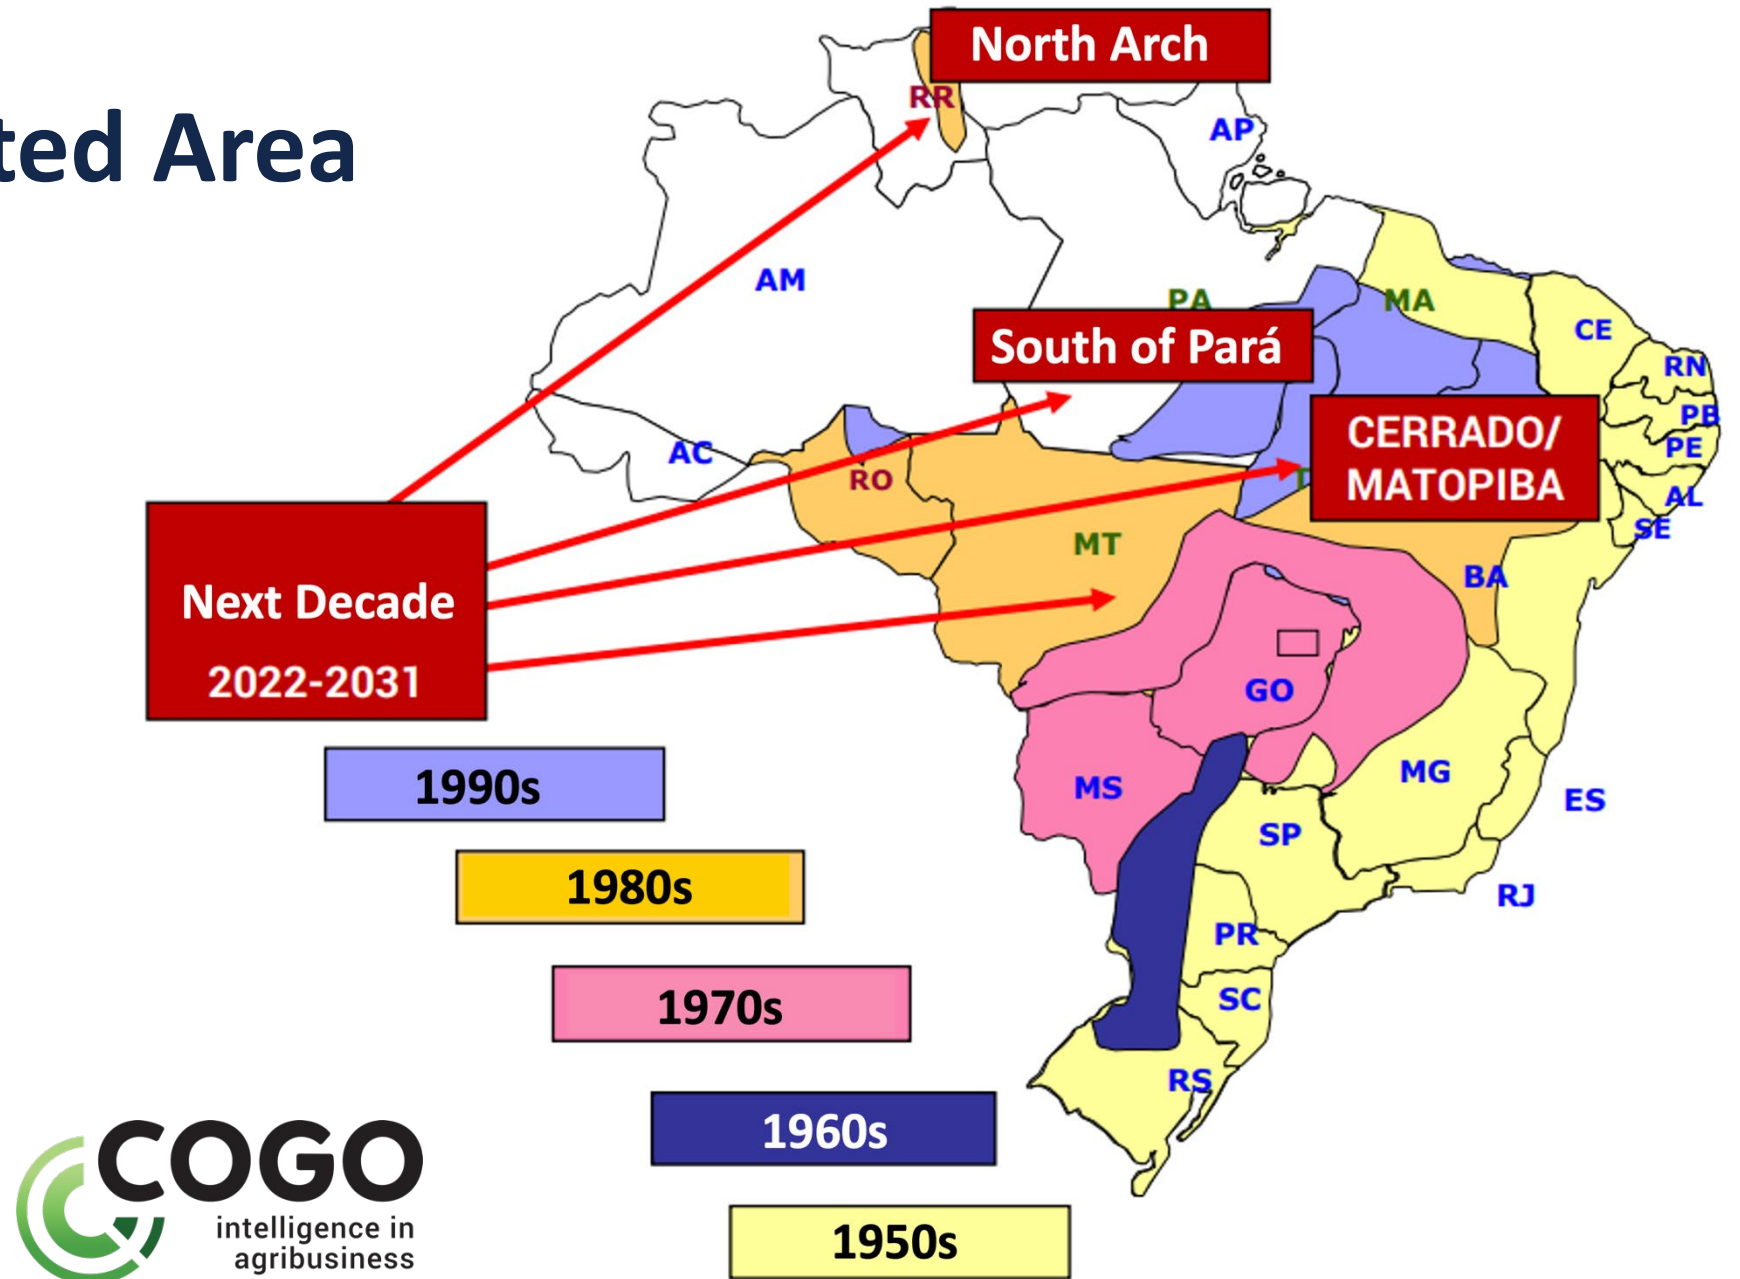 ted Area
North Arch
RR
AP
AM
PA
MA
CE
South of Pará
RN
CERRADO/
MATOPIBA
PB
PE
AC
RO
T
AL
SE
MT
BA
Next Decade
2022-2031
GO
1990s
MS
MG
ES
SP
1980s
RJ
PR
1970s
SC
RS
1960s
COGO
intelligence in
agribusiness
1950s